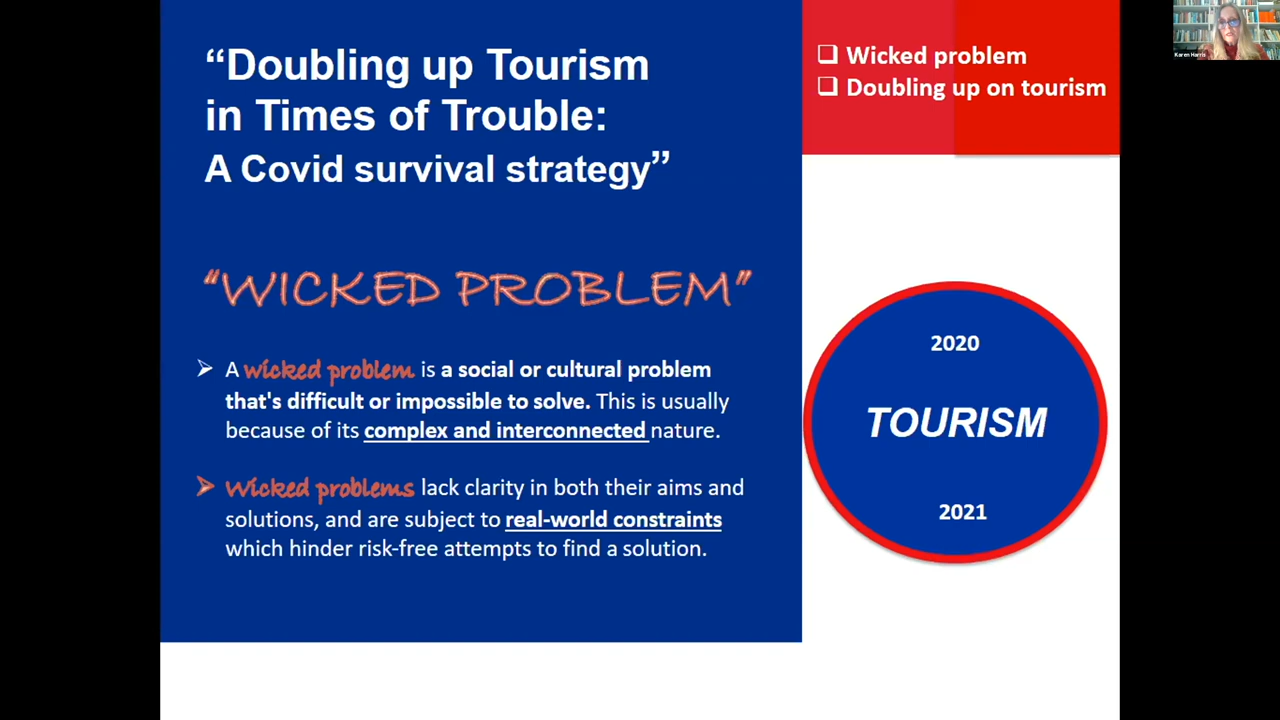 “Doubling up Tourism
in Times of Trouble:
A Covid survival strategy”
“WICKED PROBLEM”
A wicked problem is a social or cultural problem
that's difficult or impossible to solve. This is usually
because of its complex and interconnected nature.
Wicked problems lack clarity in both their aims and
solutions, and are subject to real-world constraints
which hinder risk-free attempts to find a solution.
Wicked problem
Doubling up on tourism
2020
TOURISM
2021
Karen Harris